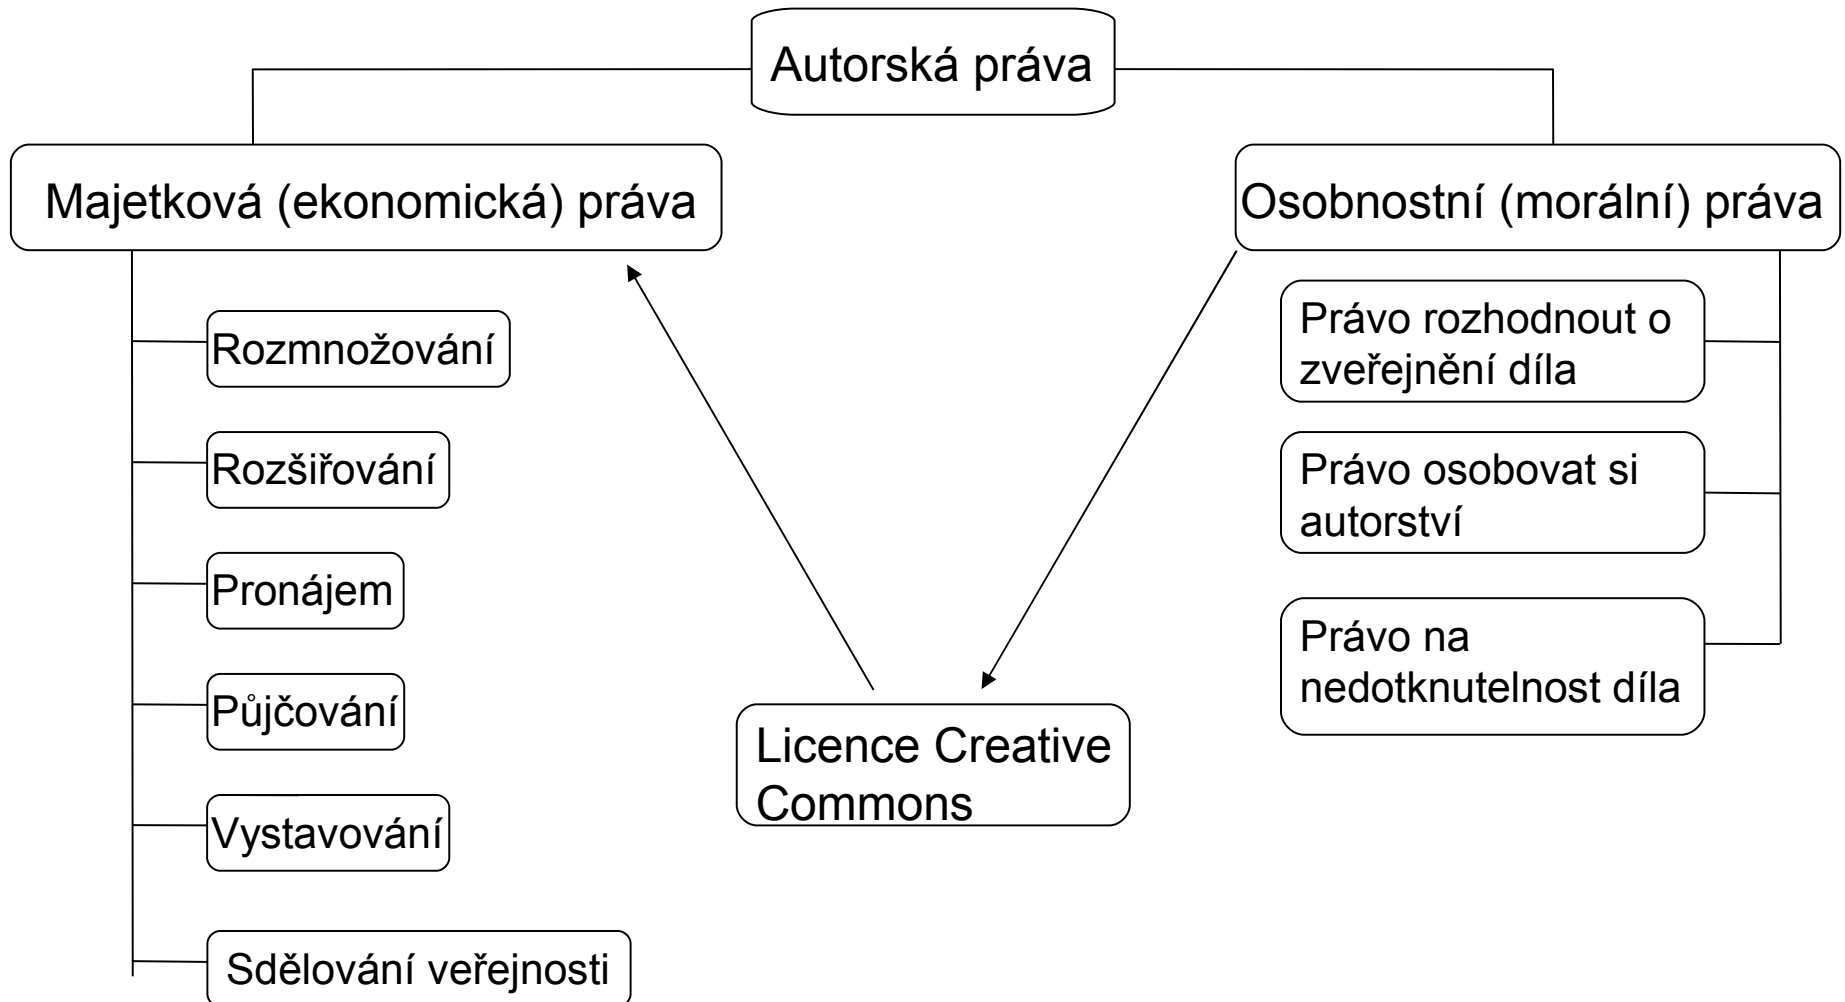 Autorská práva
Majetková (ekonomická) práva
Rozmnožování
Rozšiřování
Pronájem
Půjčování
Vystavování
Sdělování veřejnosti
Licence Creative
Commons
Osobnostní (morální) práva
Právo rozhodnout o
zveřejnění díla
Právo osobovat si
autorství
Právo na
nedotknutelnost díla